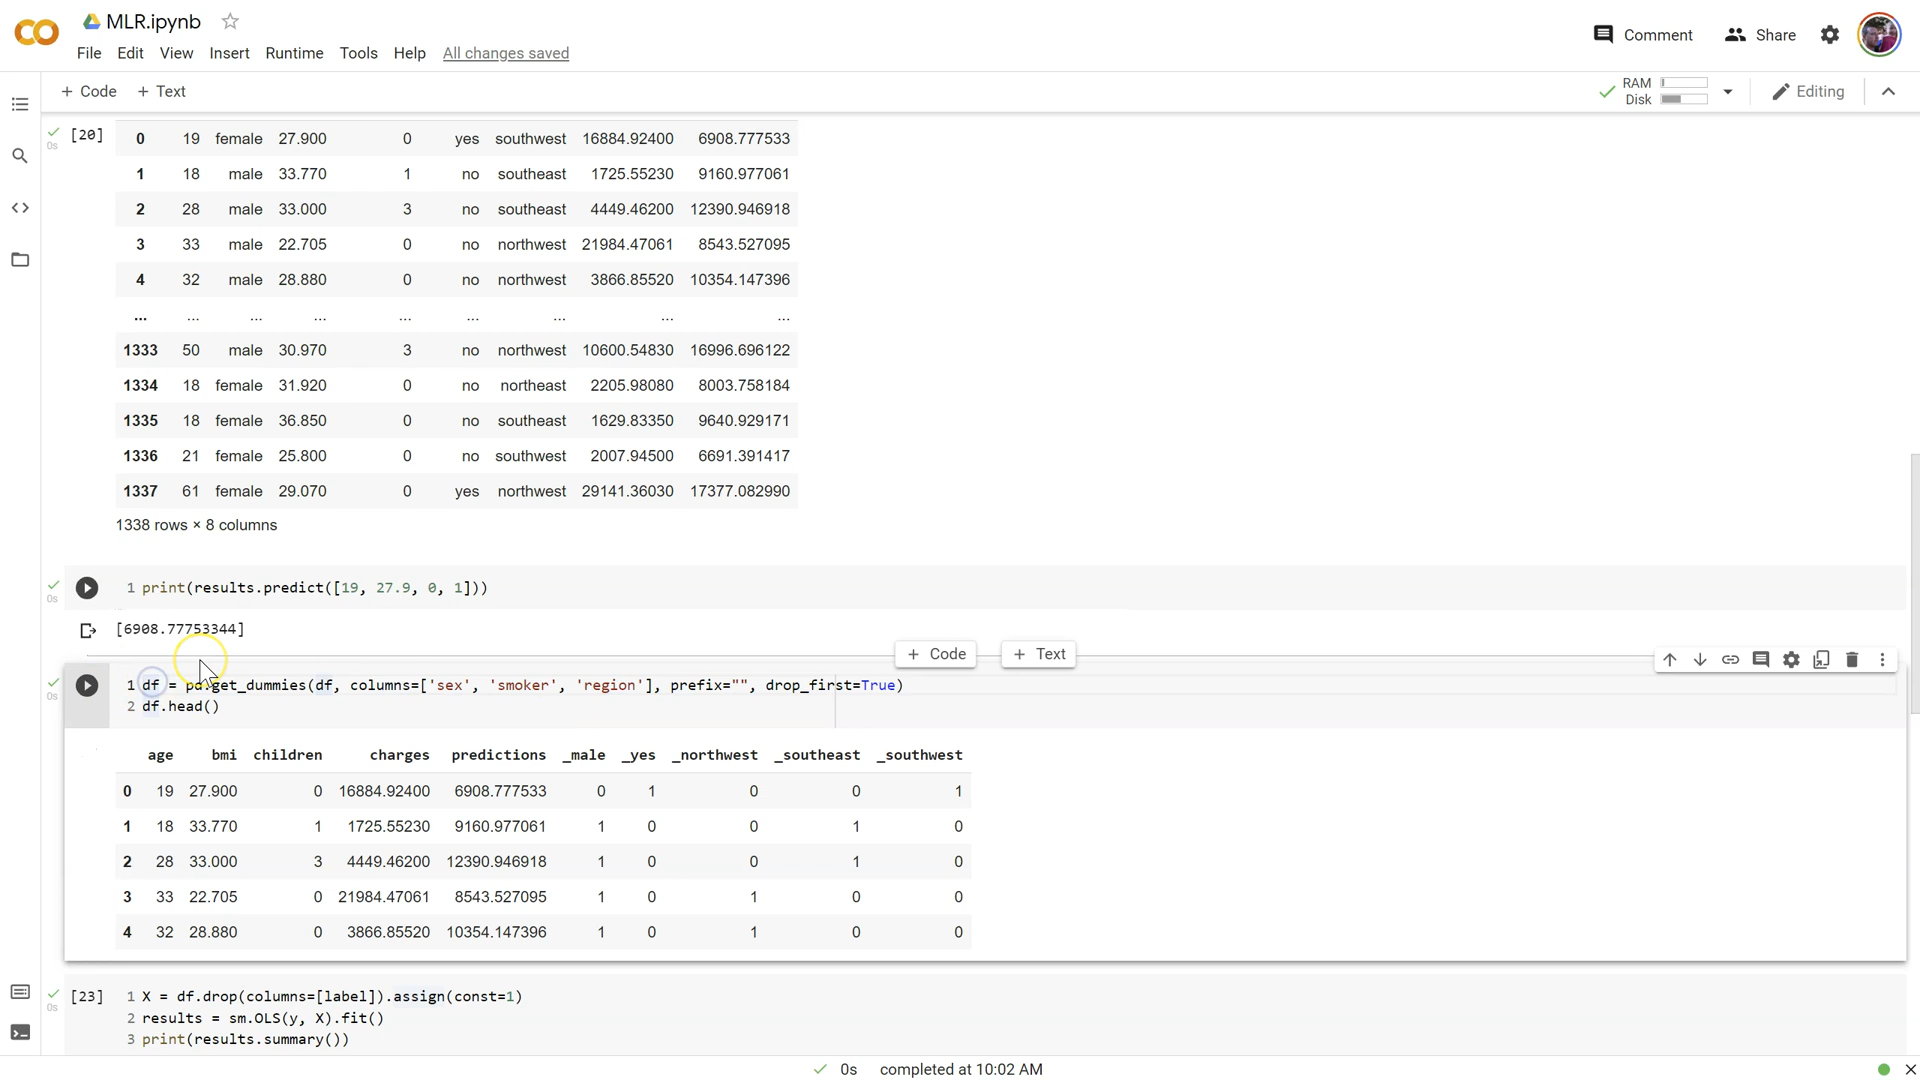 MLR.ipynb
File Edit View Insert Runtime Tools Help All changes saved
Comment Share
+ Code + Text
RAM
Disk
Editing
[20]
0s
0 19 female 27.900 0 yes southwest 16884.92400 6908.777533
1 18 male 33.770 1 no southeast 1725.55230 9160.977061
2 28 male 33.000 3 no southeast 4449.46200 12390.946918
3 33 male 22.705 0 no northwest 21984.47061 8543.527095
4 32 male 28.880 0 no northwest 3866.85520 10354.147396
... ... ... ... ... ... ... ... ...
1333 50 male 30.970 3 no northwest 10600.54830 16996.696122
1334 18 female 31.920 0 no northeast 2205.98080 8003.758184
1335 18 female 36.850 0 no southeast 1629.83350 9640.929171
1336 21 female 25.800 0 no southwest 2007.94500 6691.391417
1337 61 female 29.070 0 yes northwest 29141.36030 17377.082990
1338 rows × 8 columns
0s
1 print(results.predict([19, 27.9, 0, 1]))
[6908.77753344]
+ Code + Text
0s
1 df = pd.get_dummies(df, columns=['sex', 'smoker', 'region'], prefix="", drop_first=True)
2 df.head()
age bmi children charges predictions _male _yes _northwest _southeast _southwest
0 19 27.900 0 16884.92400 6908.777533 0 1 0 0 1
1 18 33.770 1 1725.55230 9160.977061 1 0 0 1 0
2 28 33.000 3 4449.46200 12390.946918 1 0 0 1 0
3 33 22.705 0 21984.47061 8543.527095 1 0 1 0 0
4 32 28.880 0 3866.85520 10354.147396 1 0 1 0 0
[23]
0s
1 X = df.drop(columns=[label]).assign(const=1)
2 results = sm.OLS(y, X).fit()
3 print(results.summary())
0s completed at 10:02 AM